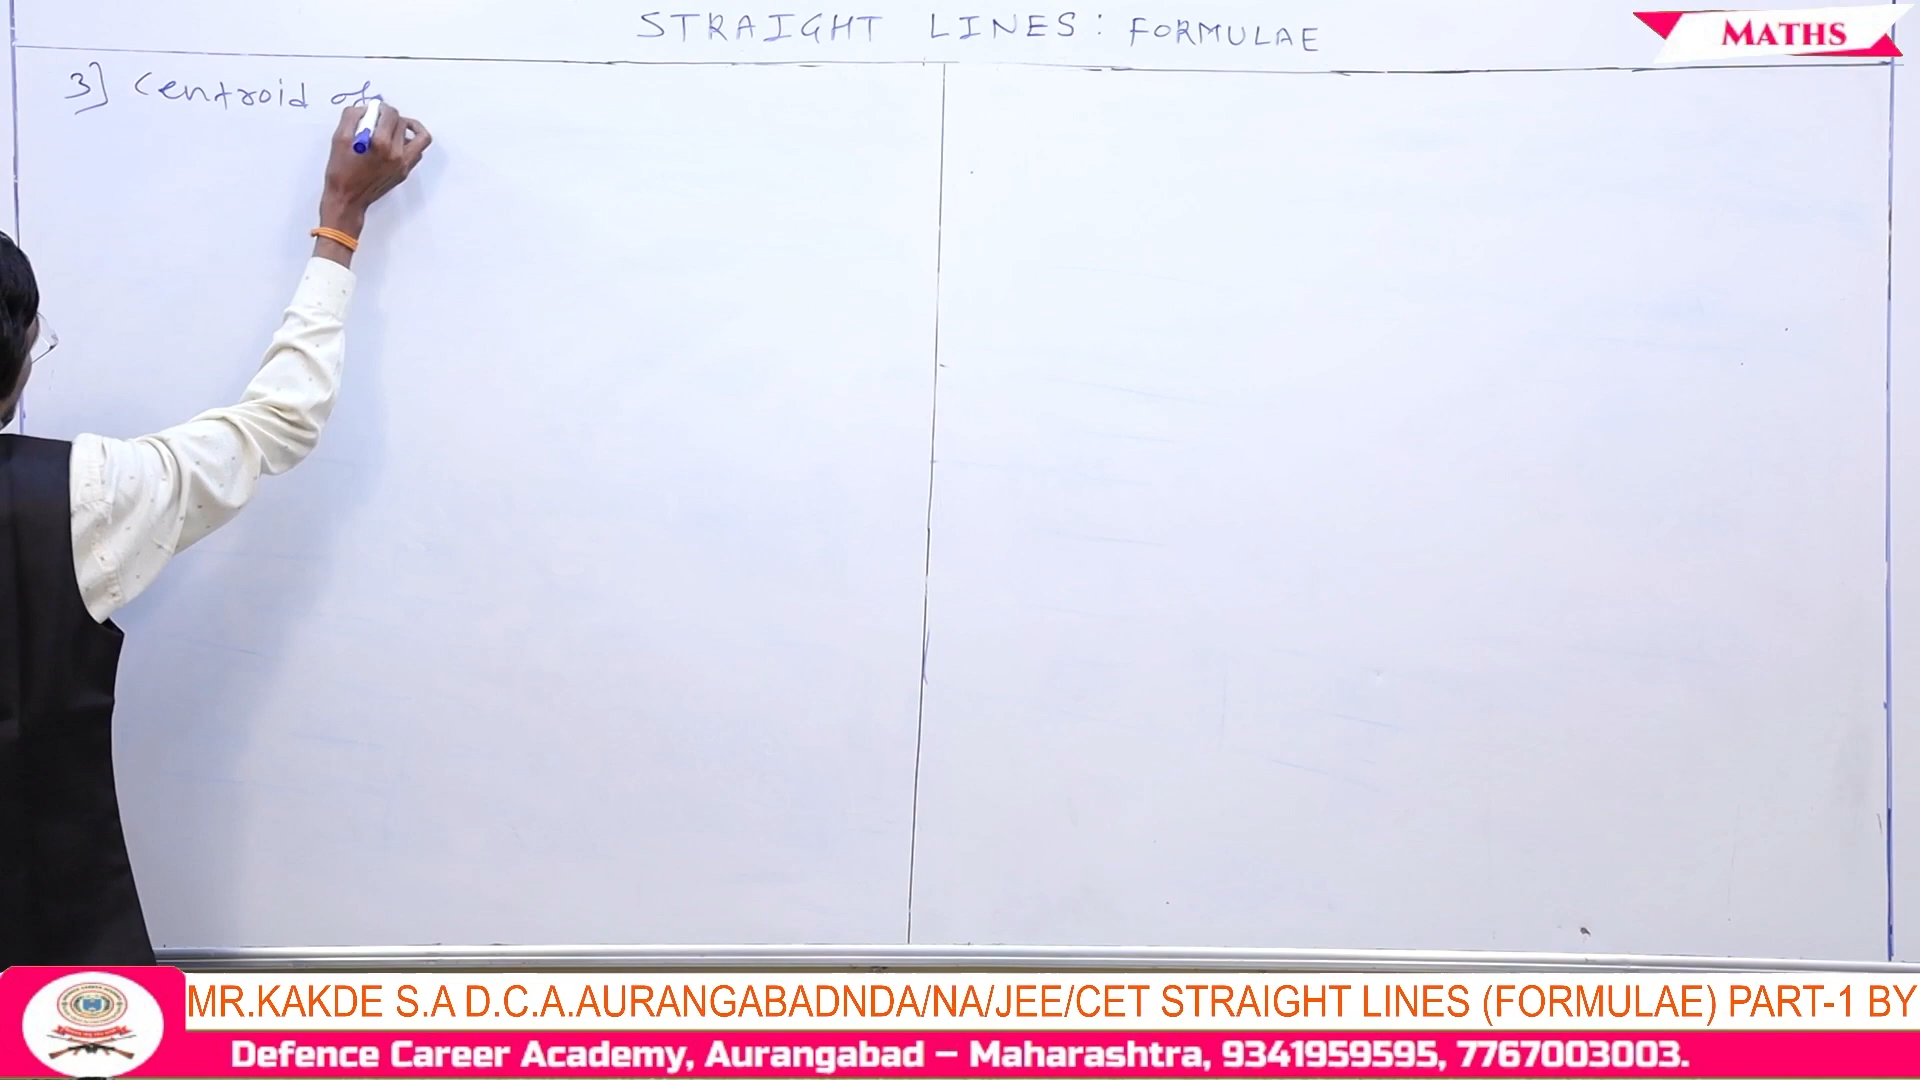 STRAIGHT LINES: FORMULAE
MATHS
3] Centroid of
MR.KAKDE S.A D.C.A.AURANGABADNDA/NA/JEE/CET STRAIGHT LINES (FORMULAE) PART-1 BY
Defence Career Academy, Aurangabad – Maharashtra, 9341959595, 7767003003.